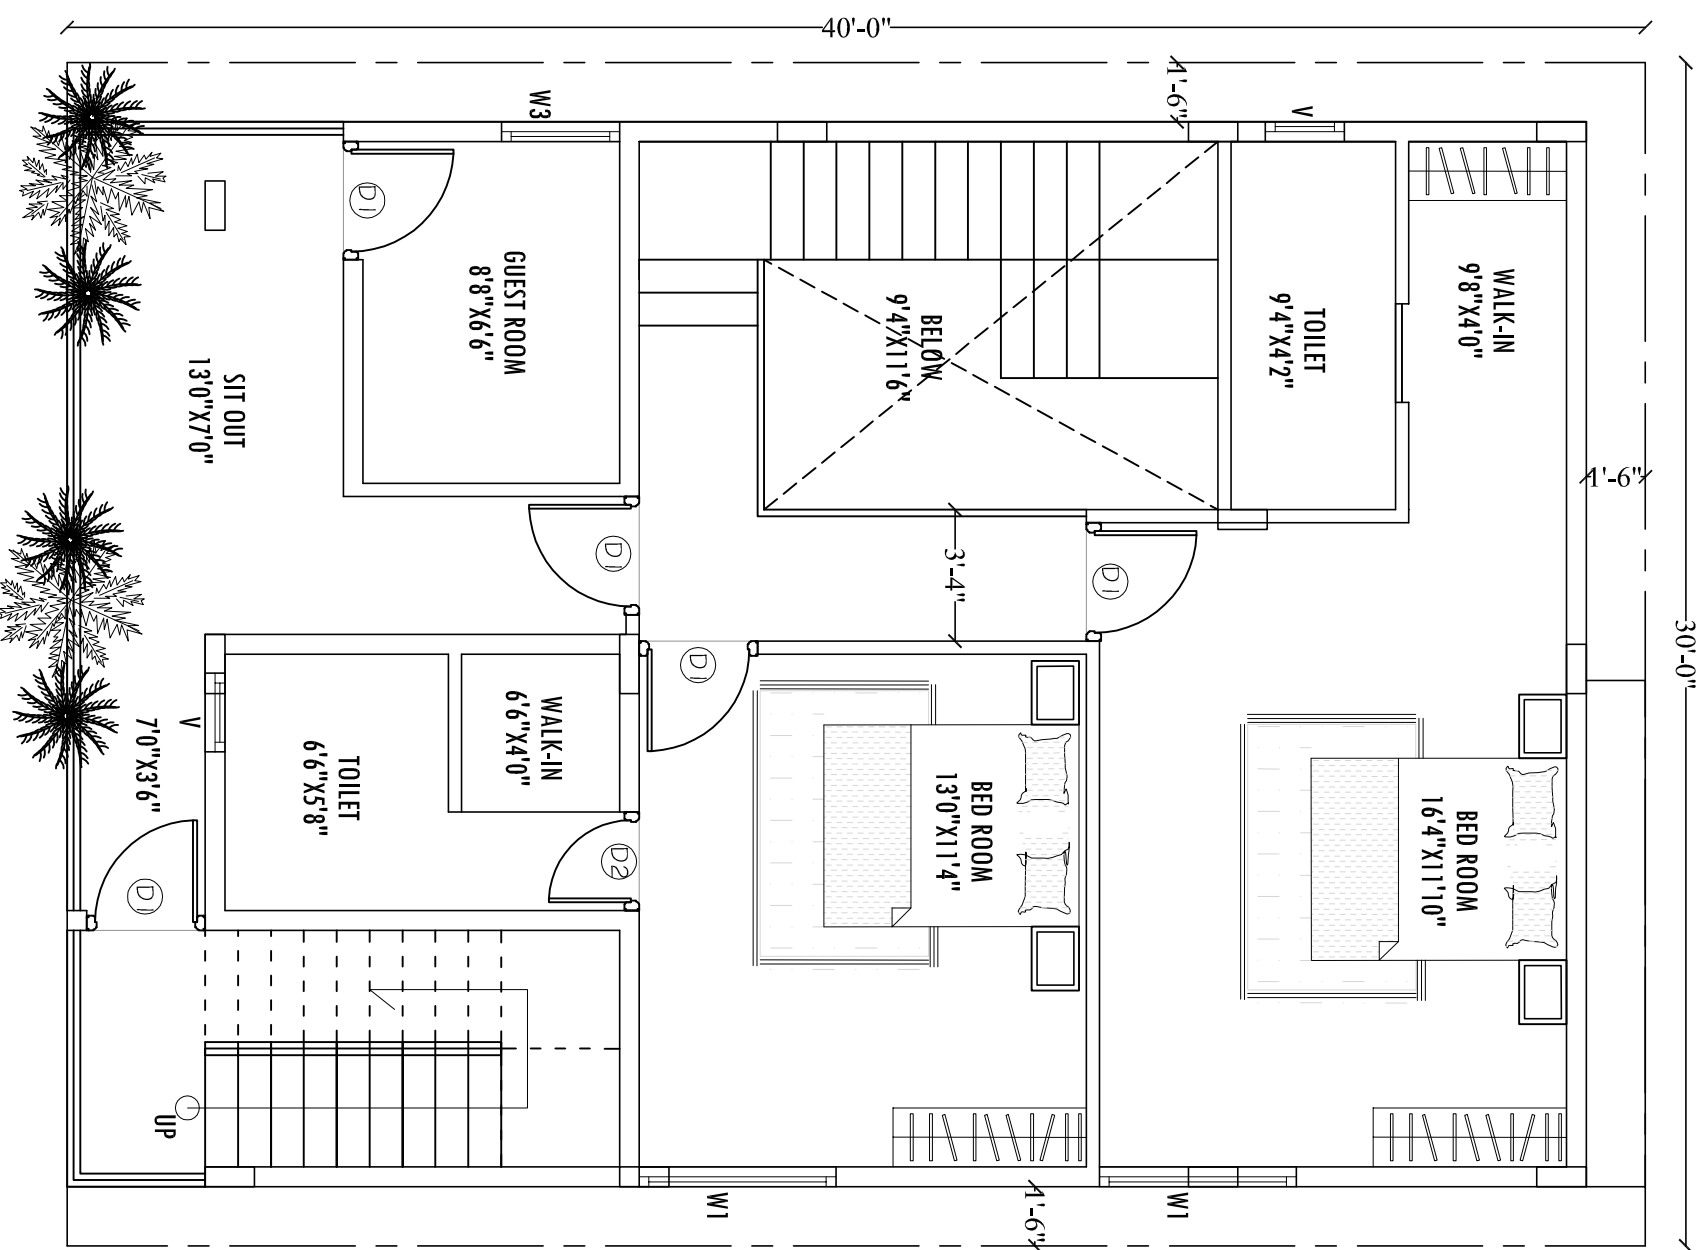 40'-0"
1'-6"
W3
V
D1
GUEST ROOM
8'8"X6'6"
BELOW
9'4"X11'6"
TOILET
9'4"X4'2"
WALK-IN
9'8"X4'0"
SIT OUT
13'0"X7'0"
1'-6"
D1
3'-4"
D1
30'-0"
D1
V
7'0"X3'6"
WALK-IN
6'6"X4'0"
TOILET
6'6"X5'8"
BED ROOM
13'0"X11'4"
BED ROOM
16'4"X11'10"
D2
D1
UP
W1
1'-6"
W1